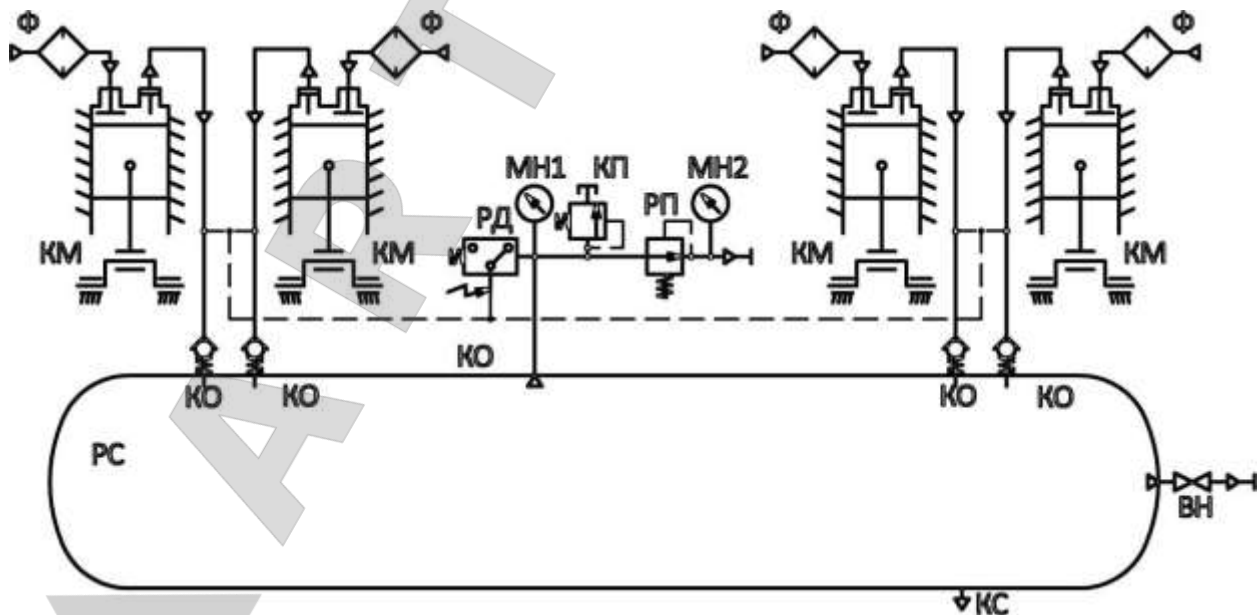 Ф Ф Ф Ф
МН1 КП МН2
РД РП
КМ КМ КМ КМ
КО
КО КО КО КО
РС
ВН
КС